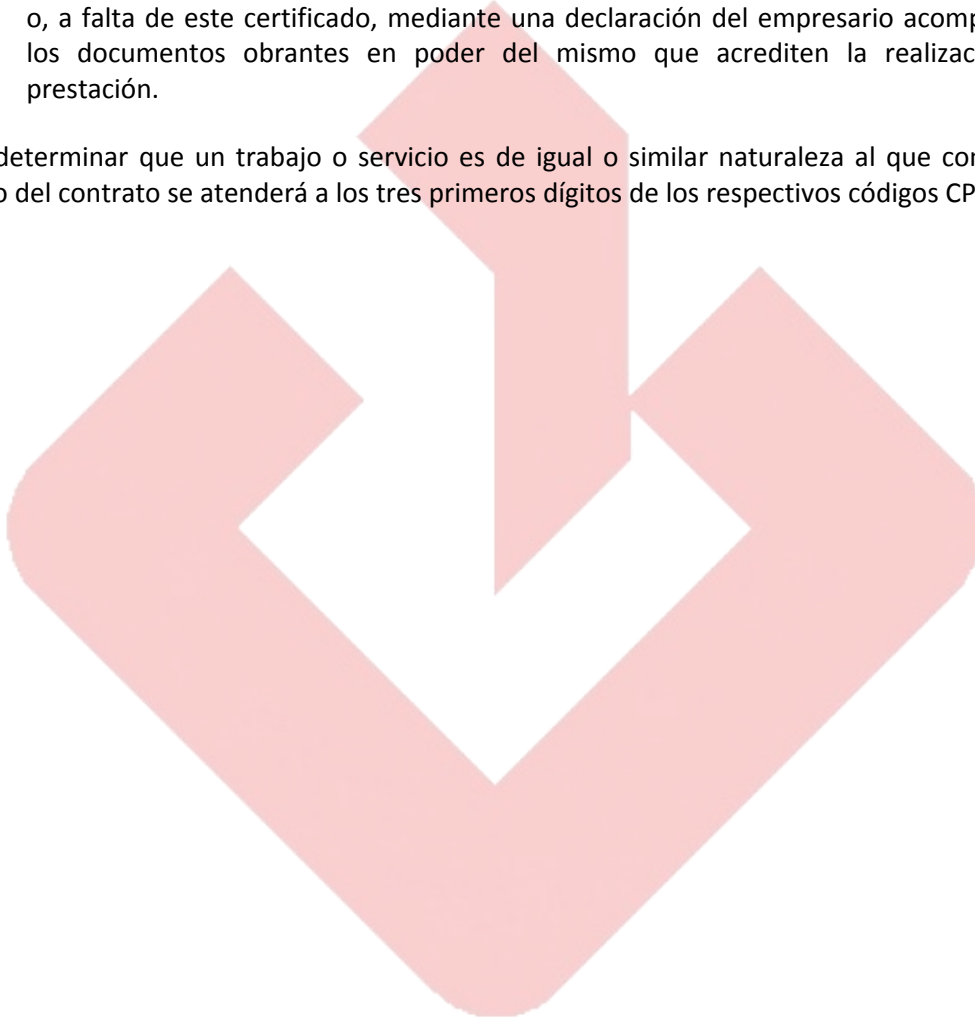 o, a falta de este certificado, mediante una declaración del empresario acomp
los documentos obrantes en poder del mismo que acrediten la realizac
prestación.
determinar que un trabajo o servicio es de igual o similar naturaleza al que con
o del contrato se atenderá a los tres primeros dígitos de los respectivos códigos CP